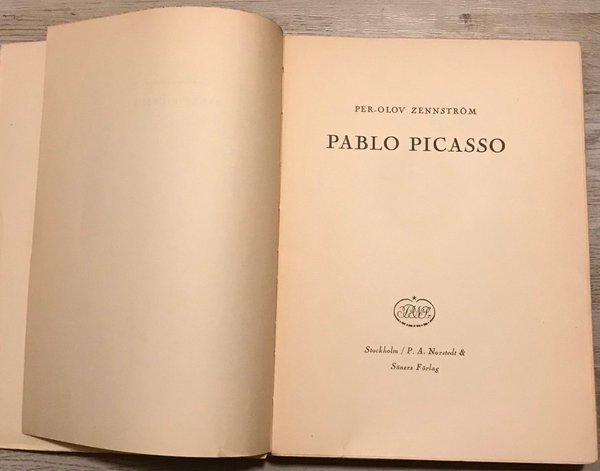 PER-OLOV ZENNSTRÖM
PABLO PICASSO
Stockholm / P. A. Norstedt &
Söners Förlag